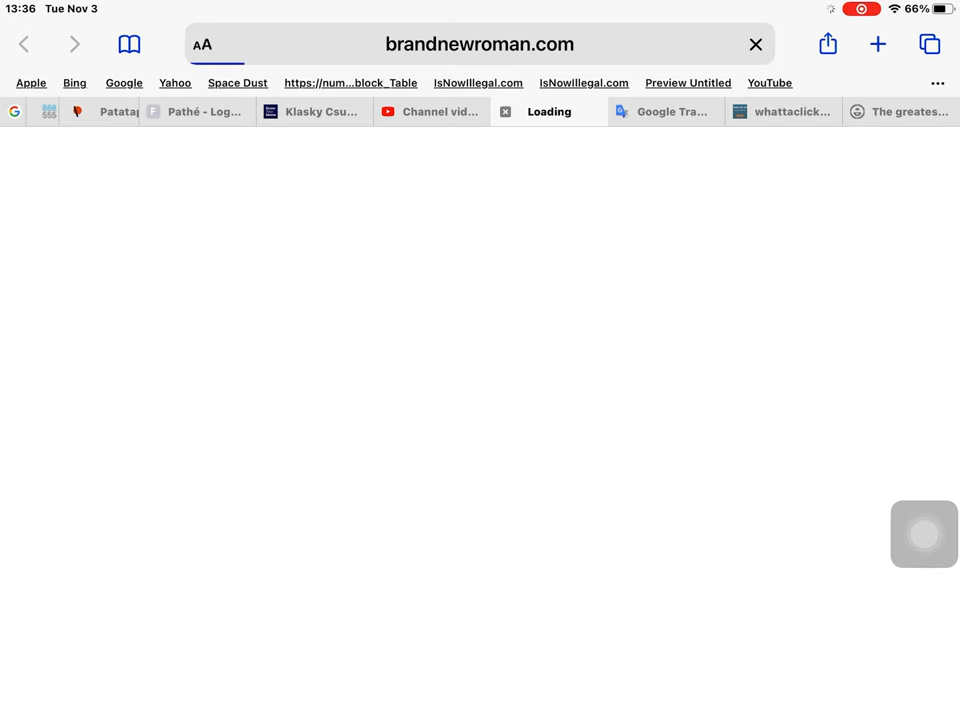 13:36 Tue Nov 3 66%
AA brandnewroman.com
Apple Bing Google Yahoo Space Dust https://num...block_Table IsNowIllegal.com IsNowIllegal.com Preview Untitled YouTube
Patatap Pathé - Log... Klasky Csu... Channel vid... Loading Google Tra... whattaclick... The greates...